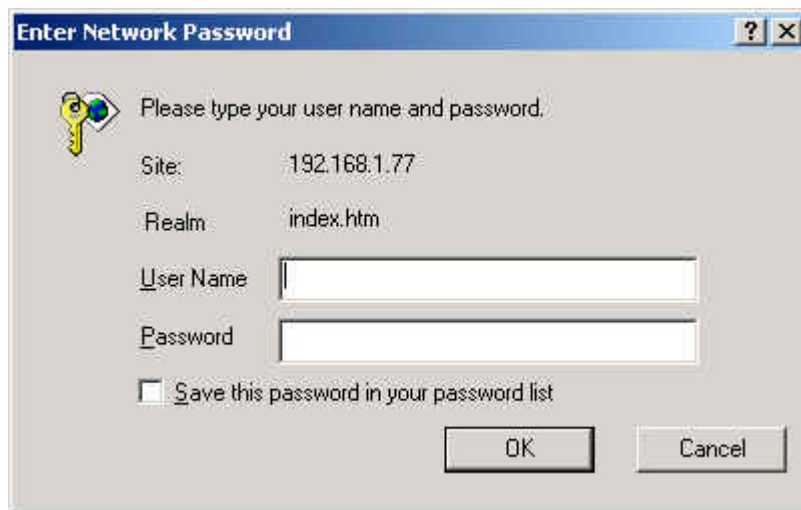 Enter Network Password
Please type your user name and password.
Site: 192.168.1.77
Realm index.htm
User Name
Password
Save this password in your password list
OK Cancel